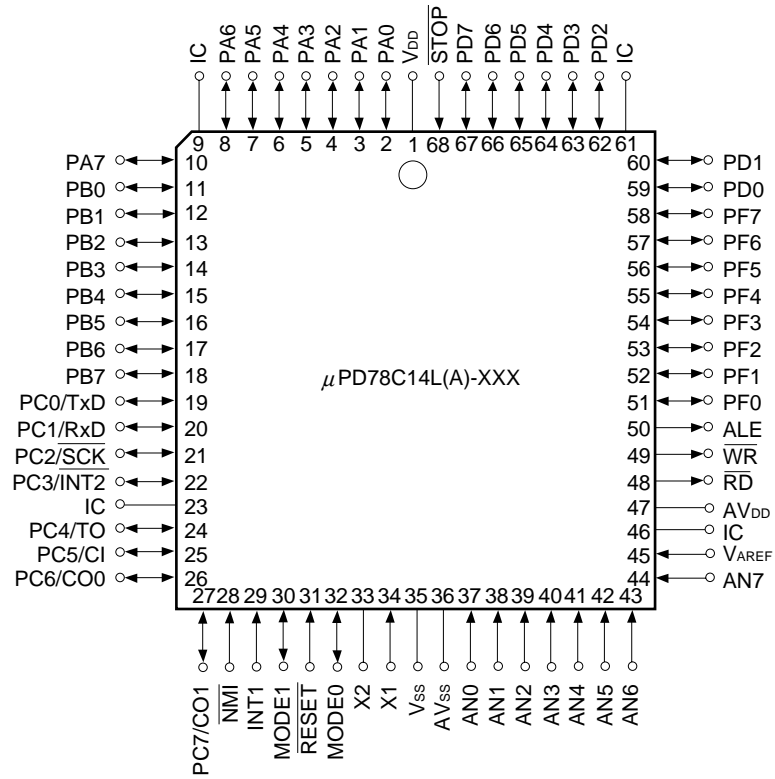 IC
PA6
PA5
PA4
PA3
PA2
PA1
PA0
VDD
STOP
PD7
PD6
PD5
PD4
PD3
PD2
IC
9 8 7 6 5 4 3 2 1 68 67 66 65 64 63 62 61
PA7 10 60 PD1
PB0 11 59 PD0
PB1 12 58 PF7
PB2 13 57 PF6
PB3 14 56 PF5
PB4 15 55 PF4
PB5 16 54 PF3
PB6 17 53 PF2
PB7 18 52 PF1
μPD78C14L(A)-XXX
PC0/TxD 19 51 PF0
PC1/RxD 20 50 ALE
PC2/SCK 21 49 WR
PC3/INT2 22 48 RD
IC 23 47 AVDD
PC4/TO 24 46 IC
PC5/CI 25 45 VAREF
PC6/CO0 26 44 AN7
27 28 29 30 31 32 33 34 35 36 37 38 39 40 41 42 43
PC7/CO1
NMI
INT1
MODE1
RESET
MODE0
X2
X1
VSS
AVSS
AN0
AN1
AN2
AN3
AN4
AN5
AN6